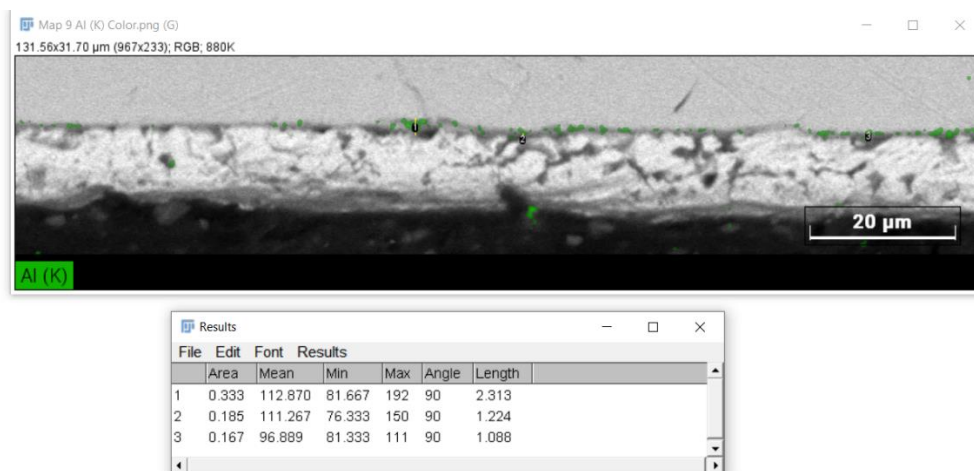 Map 9 Al (K) Color.png (G)
131.56x31.70 µm (967x233); RGB; 880K
1
2
3
20 µm
Al (K)
Results
File Edit Font Results
Area Mean Min Max Angle Length
1 0.333 112.870 81.667 192 90 2.313
2 0.185 111.267 76.333 150 90 1.224
3 0.167 96.889 81.333 111 90 1.088